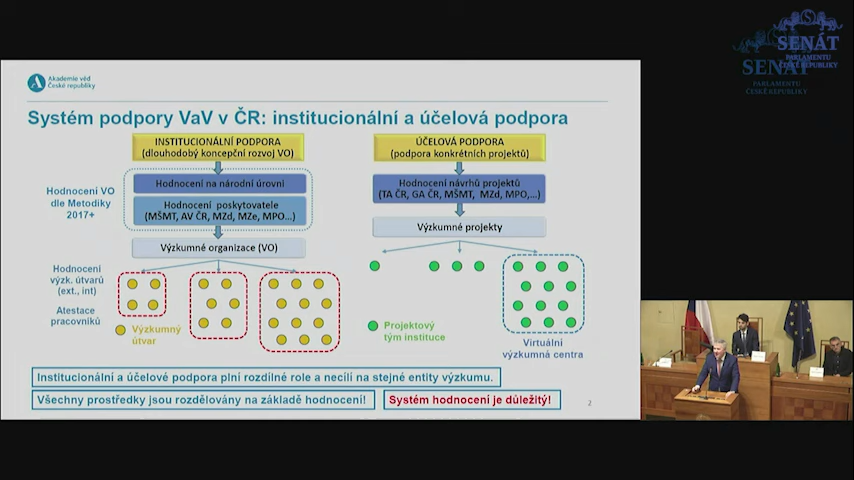 SENÁT
PARLAMENTU
ČESKÉ REPUBLIKY
SENÁT
PARLAMENTU
ČESKÉ REPUBLIKY
Akademie věd
České republiky
Systém podpory VaV v ČR: institucionální a účelová podpora
INSTITUCIONÁLNÍ PODPORA
(dlouhodobý koncepční rozvoj VO)
ÚČELOVÁ PODPORA
(podpora konkrétních projektů)
Hodnocení VO
dle Metodiky
2017+
Hodnocení na národní úrovni
Hodnocení poskytovatele
(MŠMT, AV ČR, MZd, MZe, MPO...)
Hodnocení návrhů projektů
(TA ČR, GA ČR, MŠMT, MZd, MPO,...)
Výzkumné organizace (VO)
Výzkumné projekty
Hodnocení
výzk. útvarů
(ext., int)
Atestace
pracovníků
Výzkumný
útvar
Projektový
tým instituce
Virtuální
výzkumná centra
Institucionální a účelové podpora plní rozdílné role a necílí na stejné entity výzkumu.
Všechny prostředky jsou rozdělovány na základě hodnocení!
Systém hodnocení je důležitý!
2